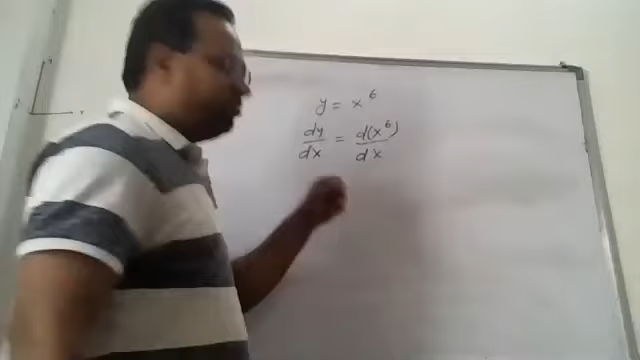 y = x⁶
dy/dx = d(x⁶)/dx